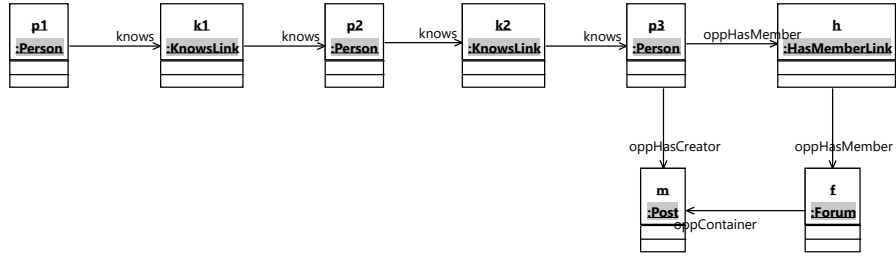 p1
:Person
knows
k1
:KnowsLink
knows
p2
:Person
knows
k2
:KnowsLink
knows
p3
:Person
oppHasMember
h
:HasMemberLink
oppHasCreator
oppHasMember
m
:Post
oppContainer
f
:Forum